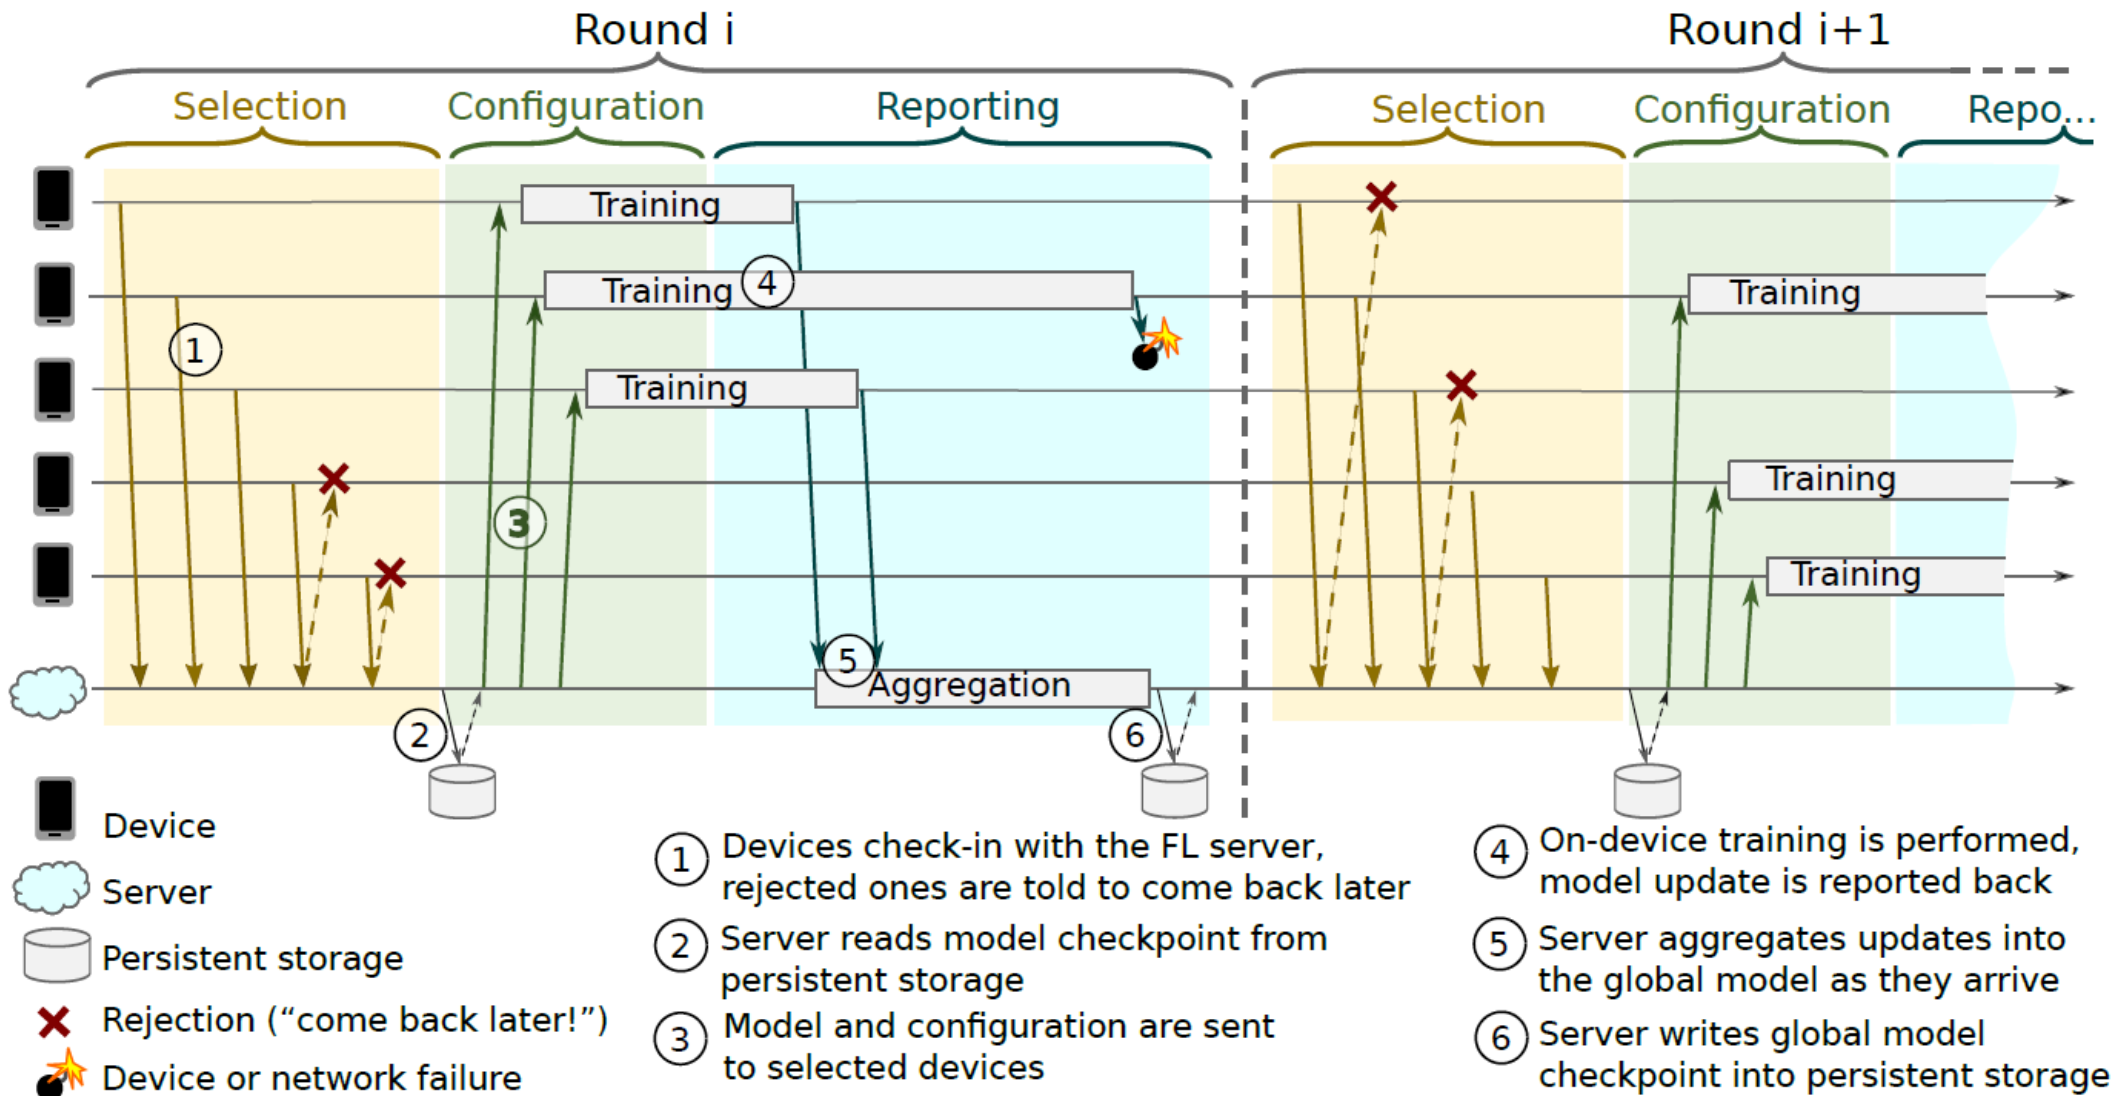 Round i
Round i+1
Selection
Configuration
Reporting
Selection
Configuration
Repo...
Training
Training
4
Training
Training
Training
Training
1
3
5
Aggregation
2
6
Device
Server
Persistent storage
Rejection (“come back later!”)
Device or network failure
1
Devices check-in with the FL server,
rejected ones are told to come back later
2
Server reads model checkpoint from
persistent storage
3
Model and configuration are sent
to selected devices
4
On-device training is performed,
model update is reported back
5
Server aggregates updates into
the global model as they arrive
6
Server writes global model
checkpoint into persistent storage